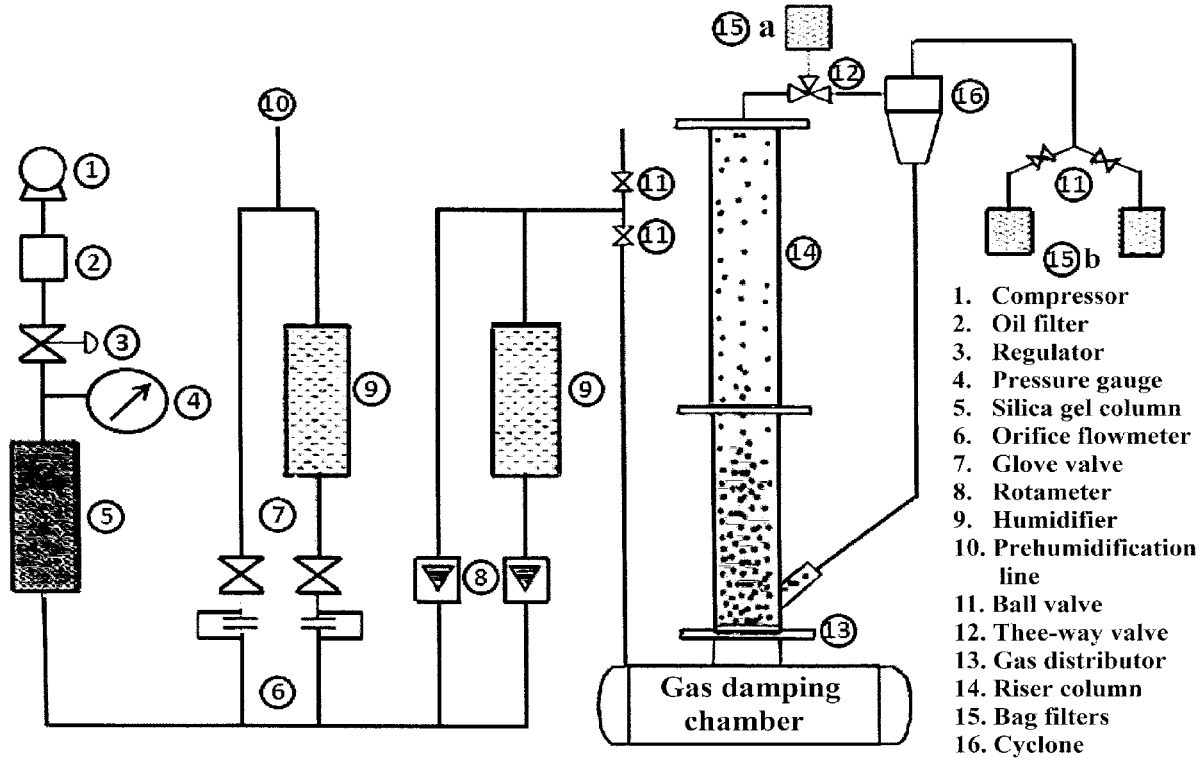 15 a
12
16
10
1
11
11
11
2
14
15 b
3
9
9
4
5
7
8
13
6
Gas damping
chamber
1. Compressor
2. Oil filter
3. Regulator
4. Pressure gauge
5. Silica gel column
6. Orifice flowmeter
7. Glove valve
8. Rotameter
9. Humidifier
10. Prehumidification
line
11. Ball valve
12. Thee-way valve
13. Gas distributor
14. Riser column
15. Bag filters
16. Cyclone